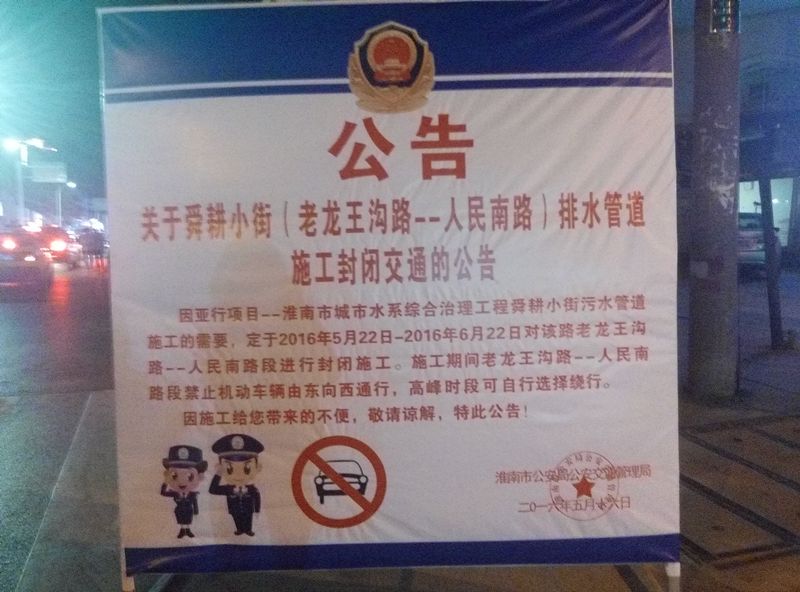 公告
关于舜耕小街（老龙王沟路--人民南路）排水管道
施工封闭交通的公告
因亚行项目--淮南市城市水系综合治理工程舜耕小街污水管道
施工的需要，定于2016年5月22日-2016年6月22日对该路老龙王沟
路--人民南路段进行封闭施工。施工期间老龙王沟路--人民南
路段禁止机动车辆由东向西通行，高峰时段可自行选择绕行。
因施工给您带来的不便，敬请谅解，特此公告！
淮南市公安局公安交通管理局
二〇一六年五月十六日